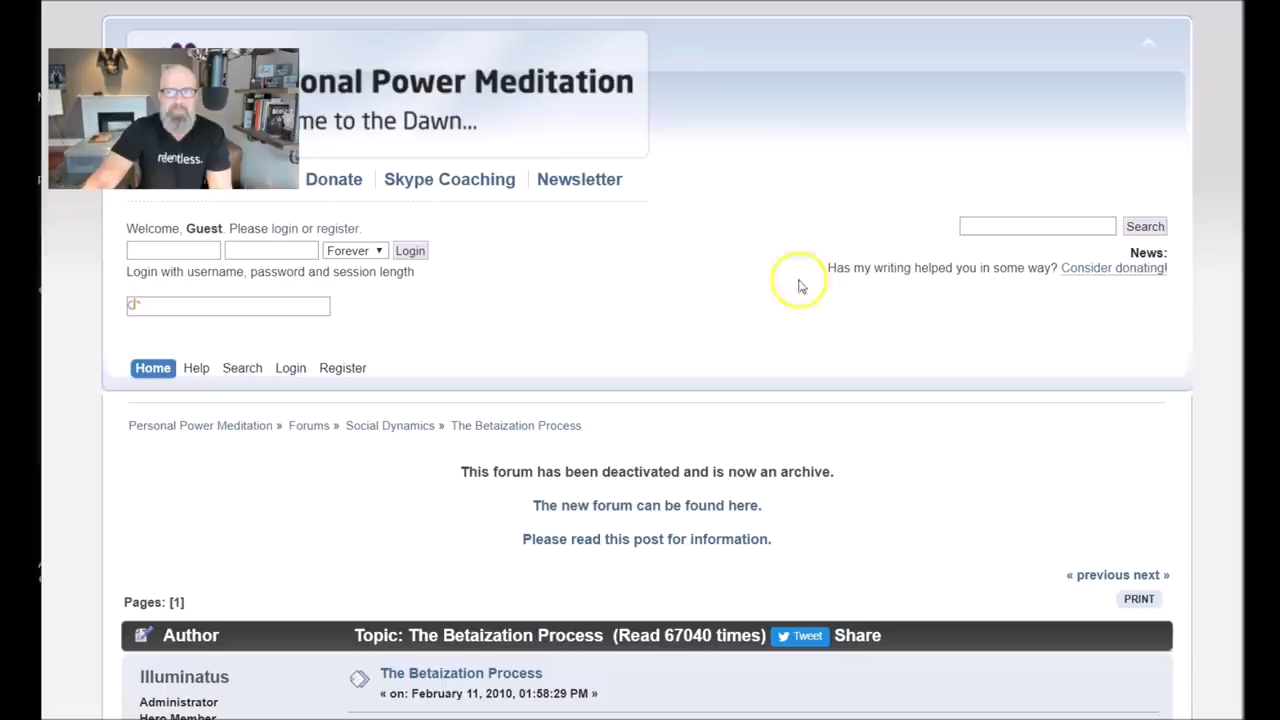 onal Power Meditation
me to the Dawn...
relentless.
Donate Skype Coaching Newsletter
Welcome, Guest. Please login or register.
Forever Login
Search
Login with username, password and session length
News:
Has my writing helped you in some way? Consider donating!
Home Help Search Login Register
Personal Power Meditation » Forums » Social Dynamics » The Betaization Process
This forum has been deactivated and is now an archive.
The new forum can be found here.
Please read this post for information.
« previous next »
Pages: [1]
PRINT
Author Topic: The Betaization Process (Read 67040 times) Tweet Share
Illuminatus
The Betaization Process
« on: February 11, 2010, 01:58:29 PM »
Administrator
Hero Member